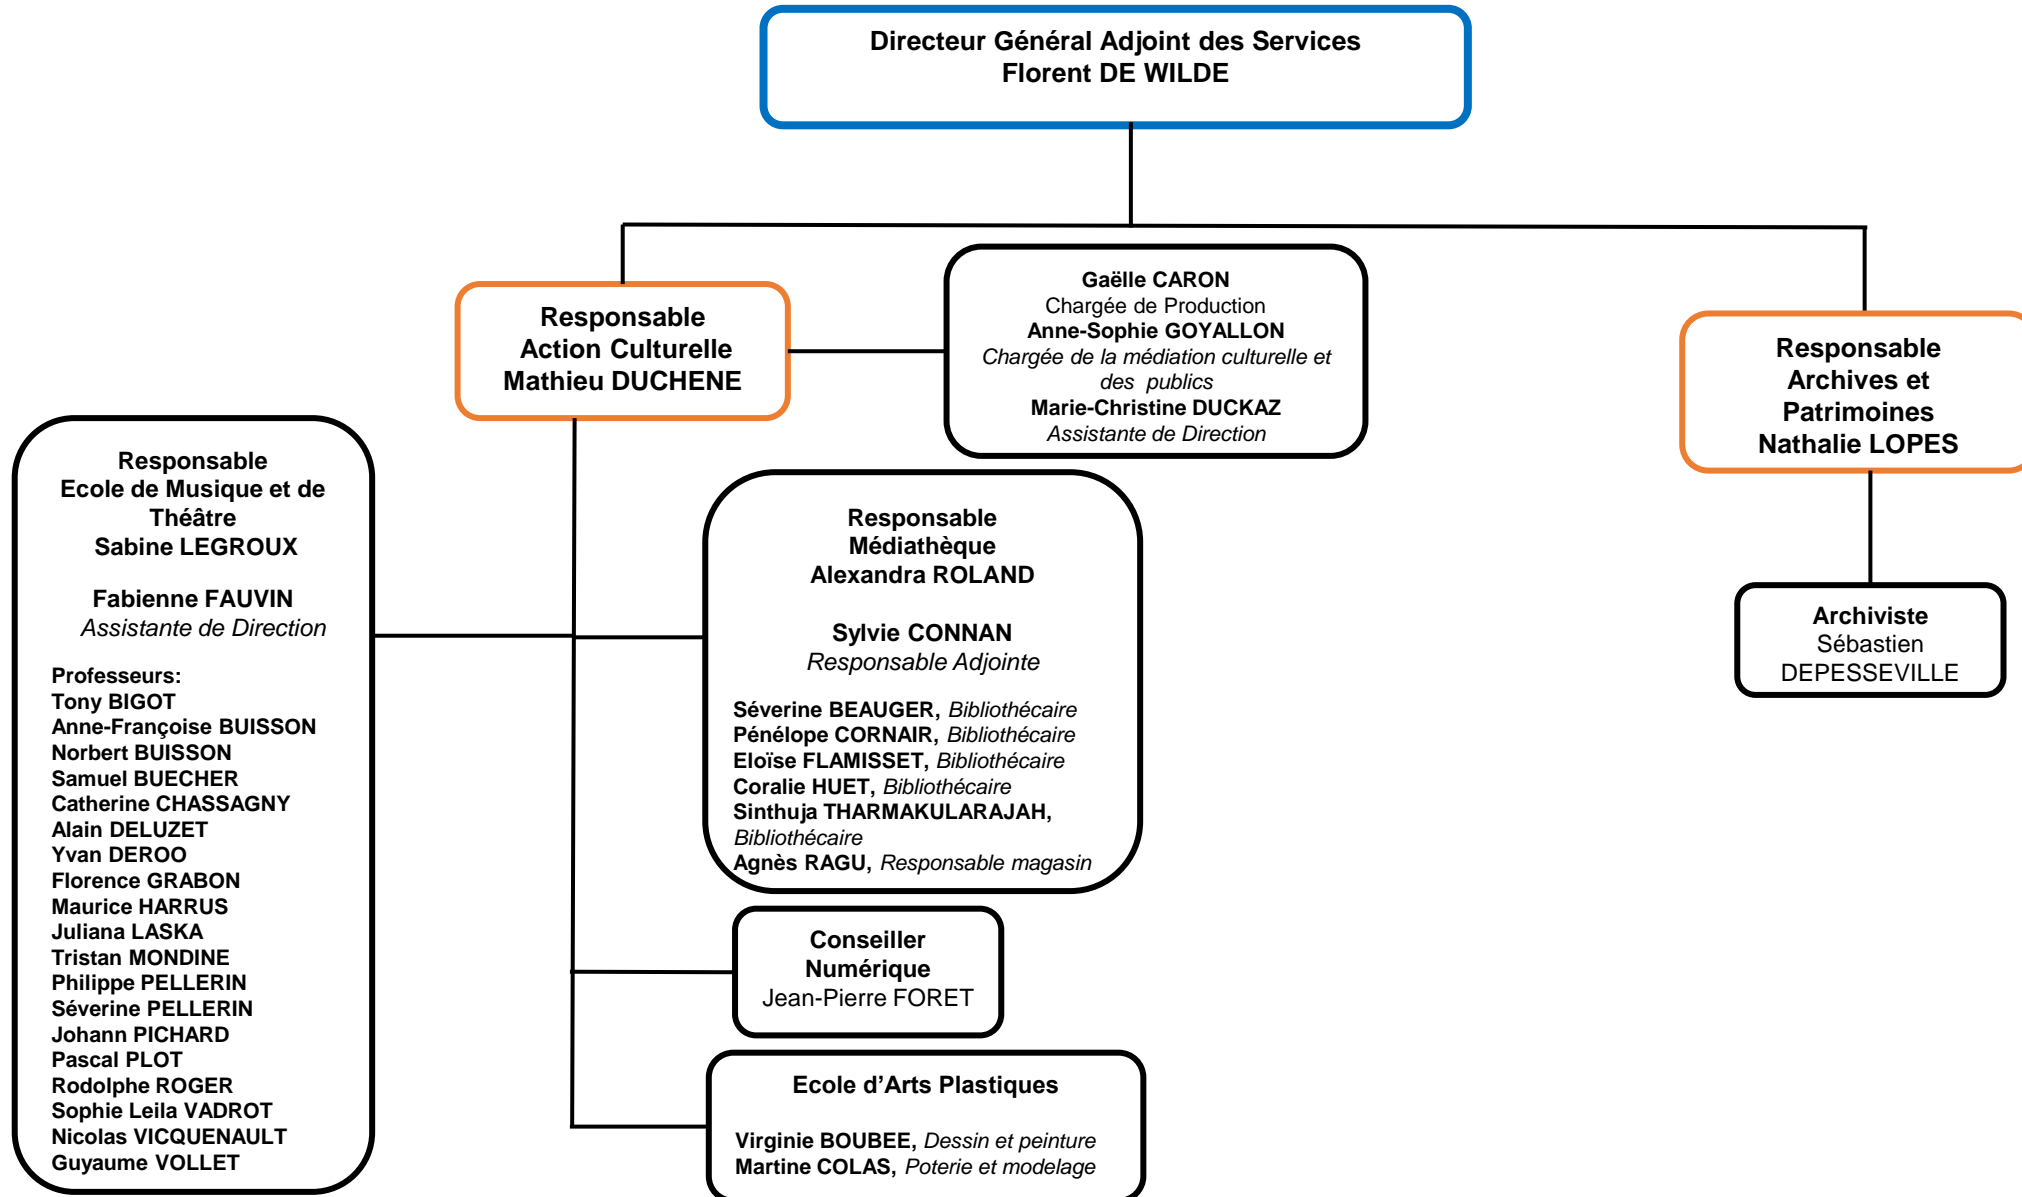 Directeur Général Adjoint des Services
Florent DE WILDE
Responsable
Action Culturelle
Mathieu DUCHENE
Gaëlle CARON
Chargée de Production
Anne-Sophie GOYALLON
Chargée de la médiation culturelle et
des publics
Marie-Christine DUCKAZ
Assistante de Direction
Responsable
Archives et
Patrimoines
Nathalie LOPES
Archiviste
Sébastien
DEPESSEVILLE
Responsable
Ecole de Musique et de
Théâtre
Sabine LEGROUX
Fabienne FAUVIN
Assistante de Direction
Professeurs:
Tony BIGOT
Anne-Françoise BUISSON
Norbert BUISSON
Samuel BUECHER
Catherine CHASSAGNY
Alain DELUZET
Yvan DEROO
Florence GRABON
Maurice HARRUS
Juliana LASKA
Tristan MONDINE
Philippe PELLERIN
Séverine PELLERIN
Johann PICHARD
Pascal PLOT
Rodolphe ROGER
Sophie Leila VADROT
Nicolas VICQUENAULT
Guyaume VOLLET
Responsable
Médiathèque
Alexandra ROLAND
Sylvie CONNAN
Responsable Adjointe
Séverine BEAUGER, Bibliothécaire
Pénélope CORNAIR, Bibliothécaire
Eloïse FLAMISSET, Bibliothécaire
Coralie HUET, Bibliothécaire
Sinthuja THARMAKULARAJAH,
Bibliothécaire
Agnès RAGU, Responsable magasin
Conseiller
Numérique
Jean-Pierre FORET
Ecole d’Arts Plastiques
Virginie BOUBEE, Dessin et peinture
Martine COLAS, Poterie et modelage